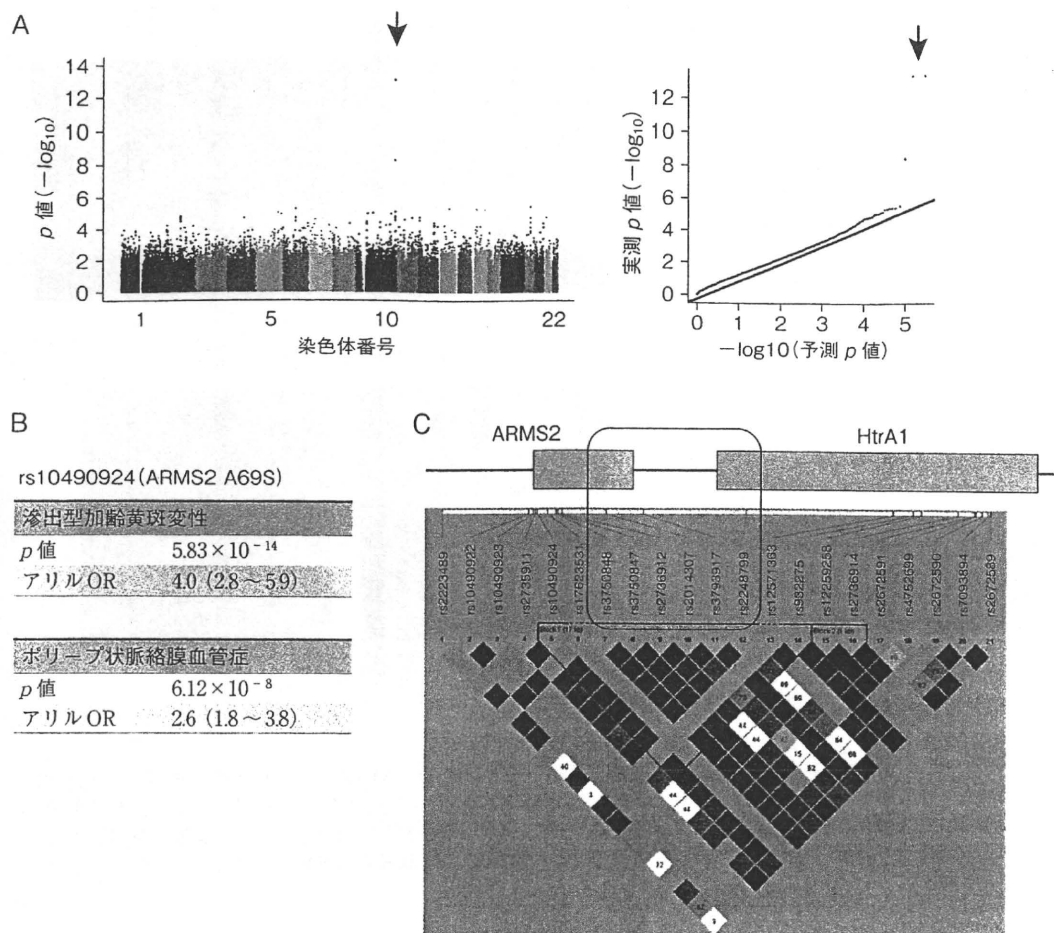 A
p 値(−log₁₀)
14
12
10
8
6
4
2
0
1
5
10
22
染色体番号
実測 p 値(−log₁₀)
12
10
8
6
4
2
0
0
1
2
3
4
5
−log10(予測 p 値)
B
rs10490924(ARMS2 A69S)
滲出型加齢黄斑変性
p 値 5.83×10⁻¹⁴
アリル OR 4.0 (2.8〜5.9)
ポリープ状脈絡膜血管症
p 値 6.12×10⁻⁸
アリル OR 2.6 (1.8〜3.8)
C
ARMS2
HtrA1
rs2223489
rs10490922
rs10490923
rs2735911
rs10490924
rs17623531
rs3750848
rs3750847
rs2736912
rs2014307
rs3793917
rs2248799
rs12571363
rs982275
rs12259258
rs2736914
rs2672591
rs4752699
rs2672590
rs7093894
rs2672589